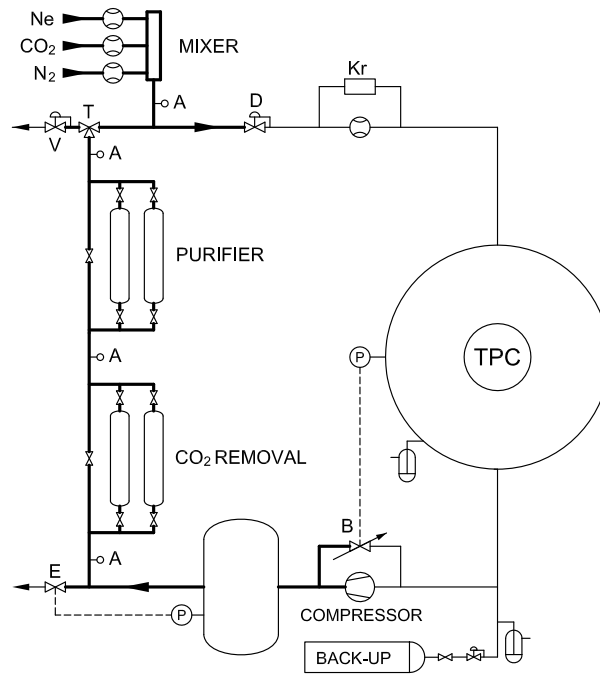 Ne
CO₂
N₂
MIXER
A
Kr
D
T
V
A
PURIFIER
A
P
TPC
CO₂ REMOVAL
B
A
E
P
COMPRESSOR
BACK-UP